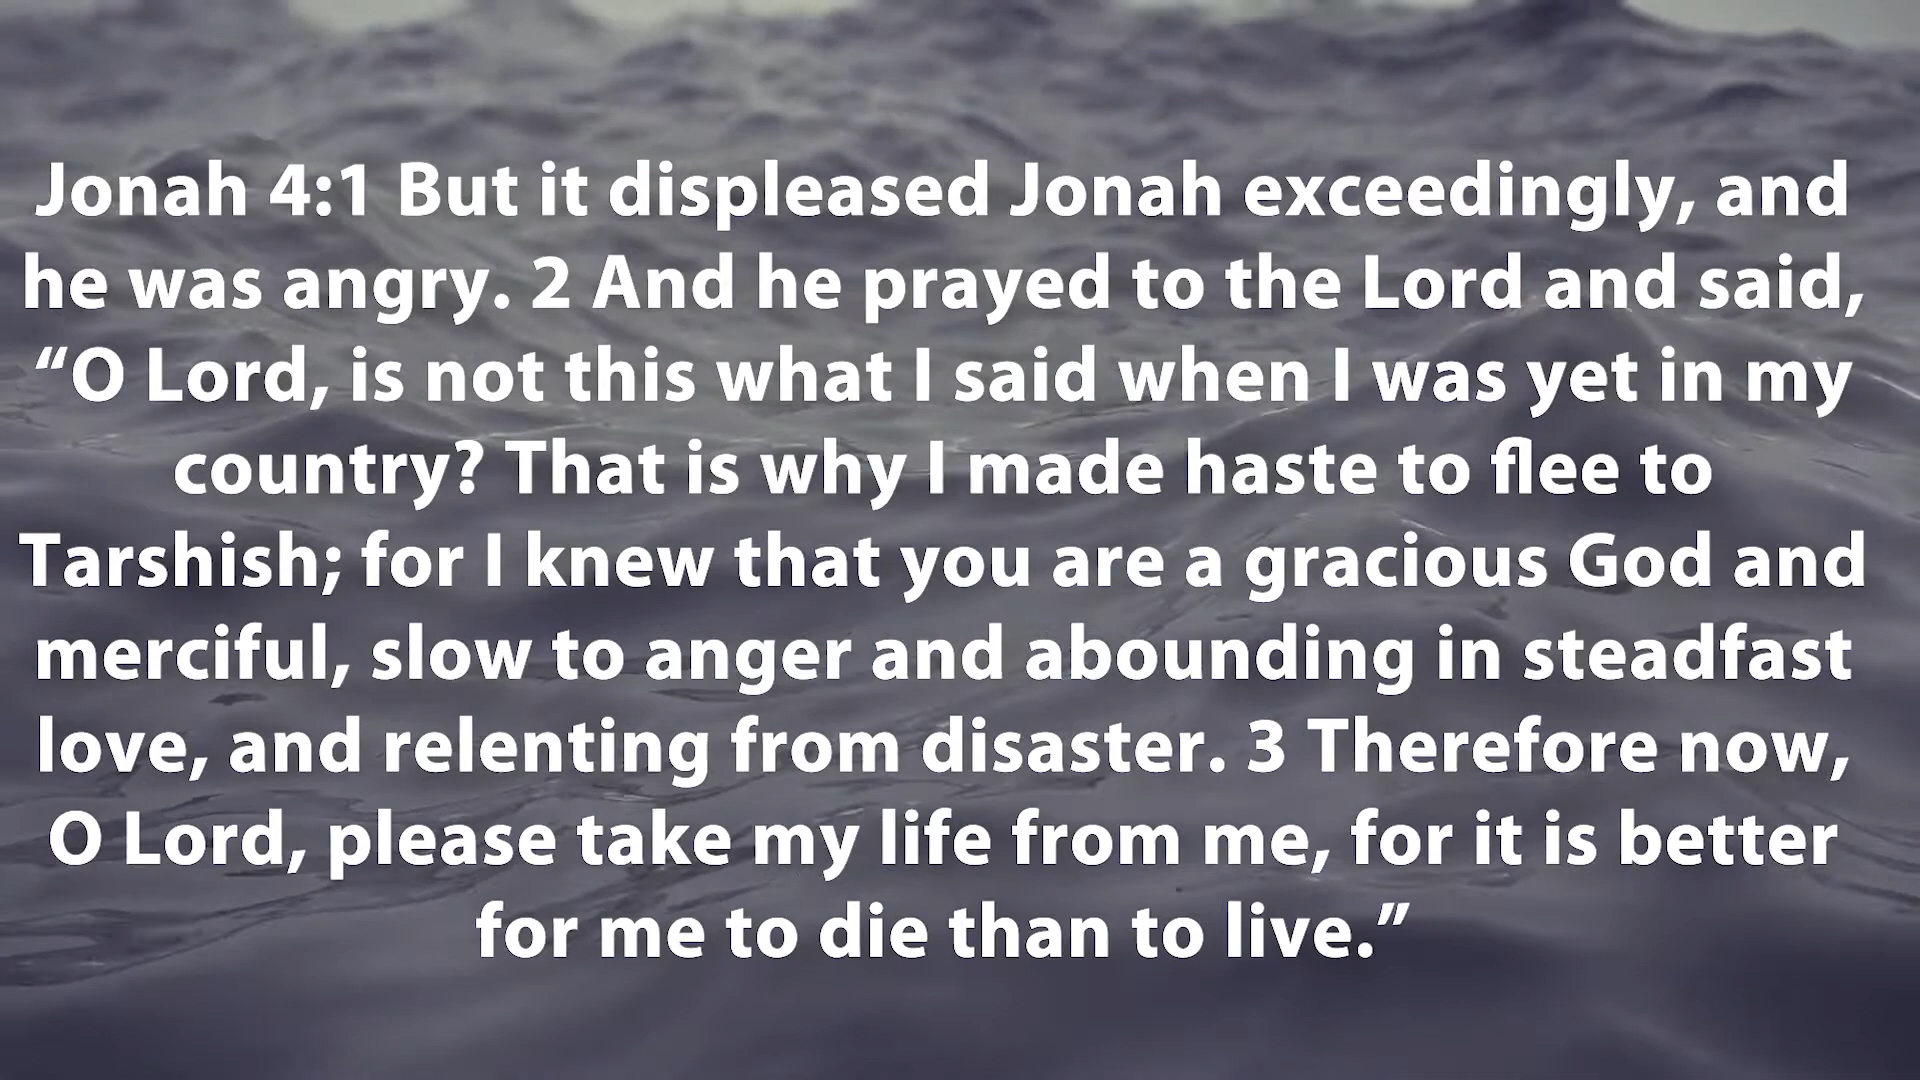 Jonah 4:1 But it displeased Jonah exceedingly, and
he was angry. 2 And he prayed to the Lord and said,
“O Lord, is not this what I said when I was yet in my
country? That is why I made haste to flee to
Tarshish; for I knew that you are a gracious God and
merciful, slow to anger and abounding in steadfast
love, and relenting from disaster. 3 Therefore now,
O Lord, please take my life from me, for it is better
for me to die than to live.”